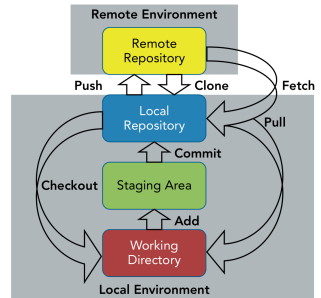 Remote Environment
Remote
Repository
Push
Clone
Fetch
Local
Repository
Pull
Commit
Checkout
Staging Area
Add
Working
Directory
Local Environment